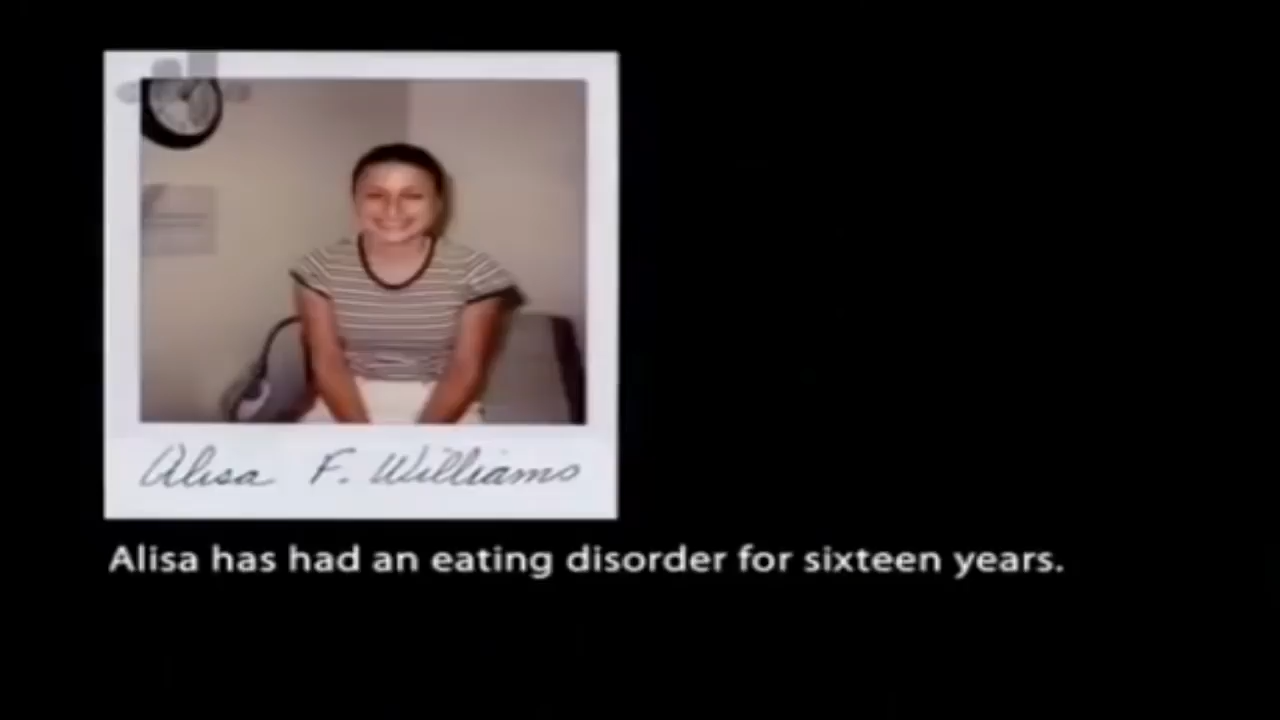 Alisa F. Williams
Alisa has had an eating disorder for sixteen years.